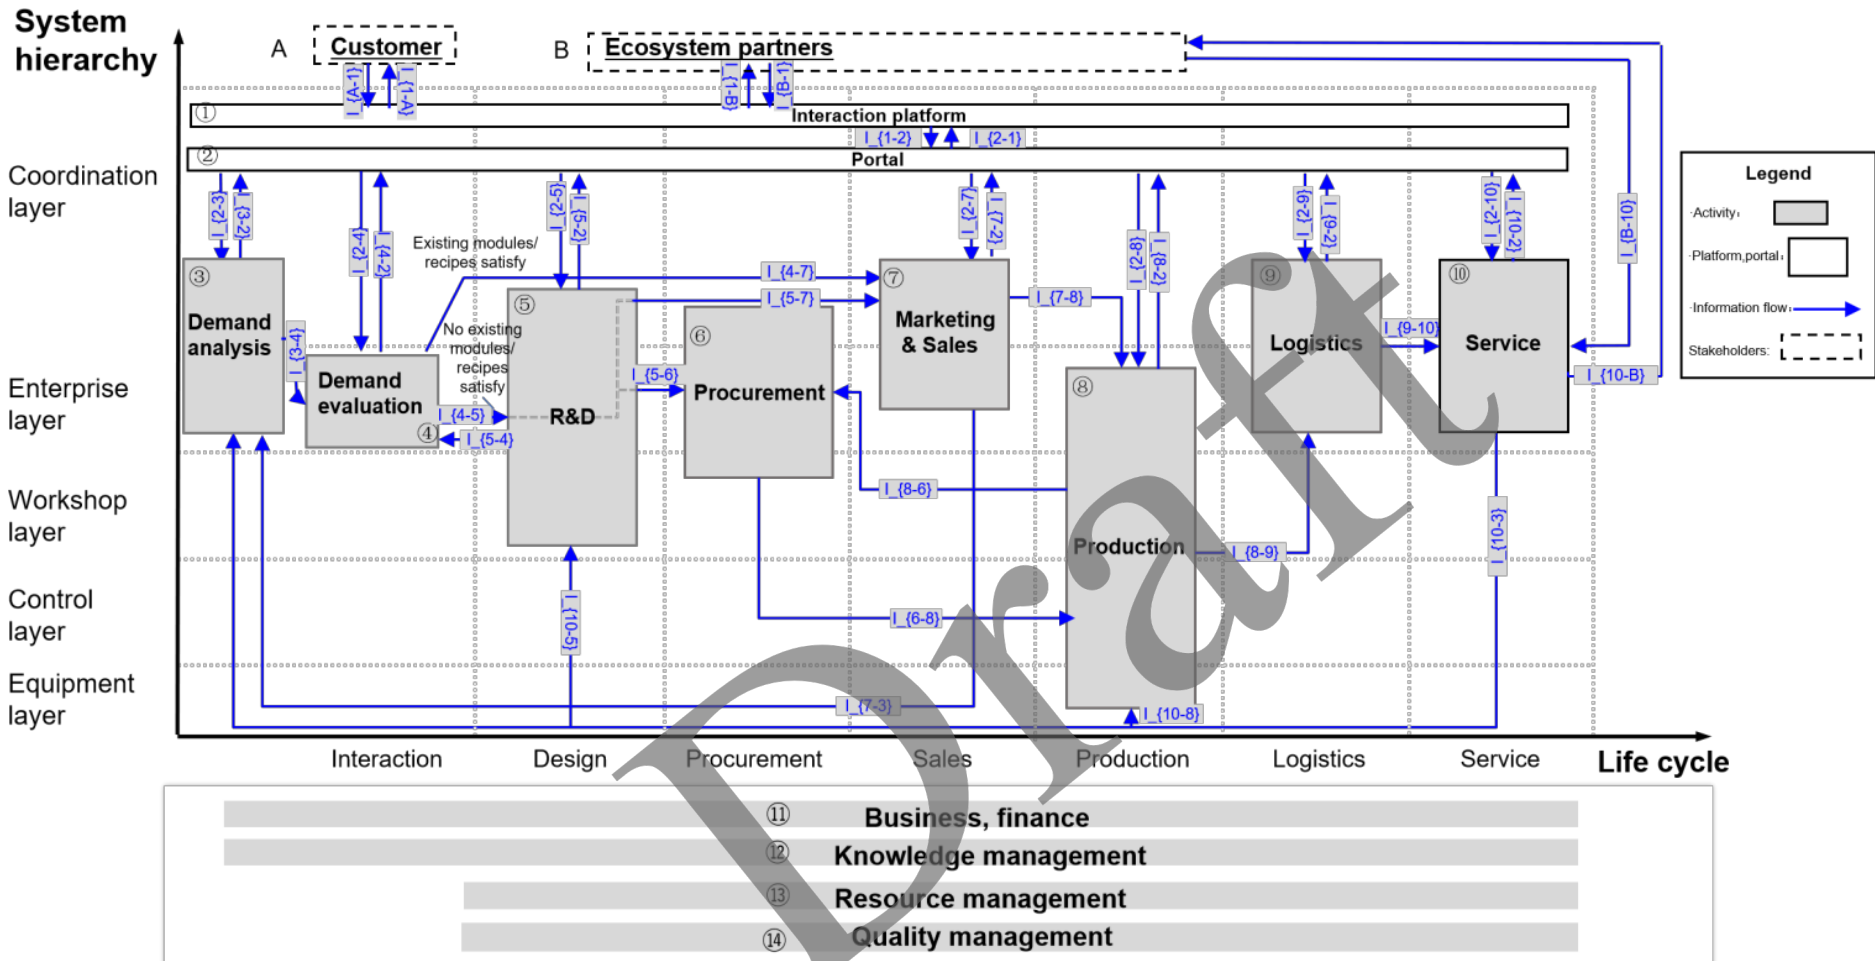 System
hierarchy
A
Customer
B
Ecosystem partners
I_{A-1}
I_{1-A}
I_{1-B}
I_{B-1}
①
Interaction platform
I_{1-2}
I_{2-1}
②
Portal
Coordination
layer
I_{2-3}
I_{3-2}
I_{2-4}
I_{4-2}
I_{2-5}
I_{5-2}
I_{2-7}
I_{7-2}
I_{2-8}
I_{8-2}
I_{2-9}
I_{9-2}
I_{2-10}
I_{10-2}
I_{B-10}
Legend
Activity
Platform,portal
Information flow
Stakeholders:
Existing modules/
recipes satisfy
I_{4-7}
③
Demand
analysis
I_{3-4}
⑤
I_{5-7}
⑦
Marketing
& Sales
I_{7-8}
⑨
Logistics
I_{9-10}
⑩
Service
No existing
modules/
recipes
satisfy
⑥
Procurement
I_{5-6}
I_{10-B}
Enterprise
layer
Demand
evaluation
④
I_{4-5}
I_{5-4}
R&D
⑧
Production
Workshop
layer
I_{8-6}
I_{8-9}
I_{10-3}
Control
layer
I_{10-5}
I_{6-8}
Equipment
layer
I_{7-3}
I_{10-8}
Interaction
Design
Procurement
Sales
Production
Logistics
Service
Life cycle
⑪ Business, finance
⑫ Knowledge management
⑬ Resource management
⑭ Quality management
Draft